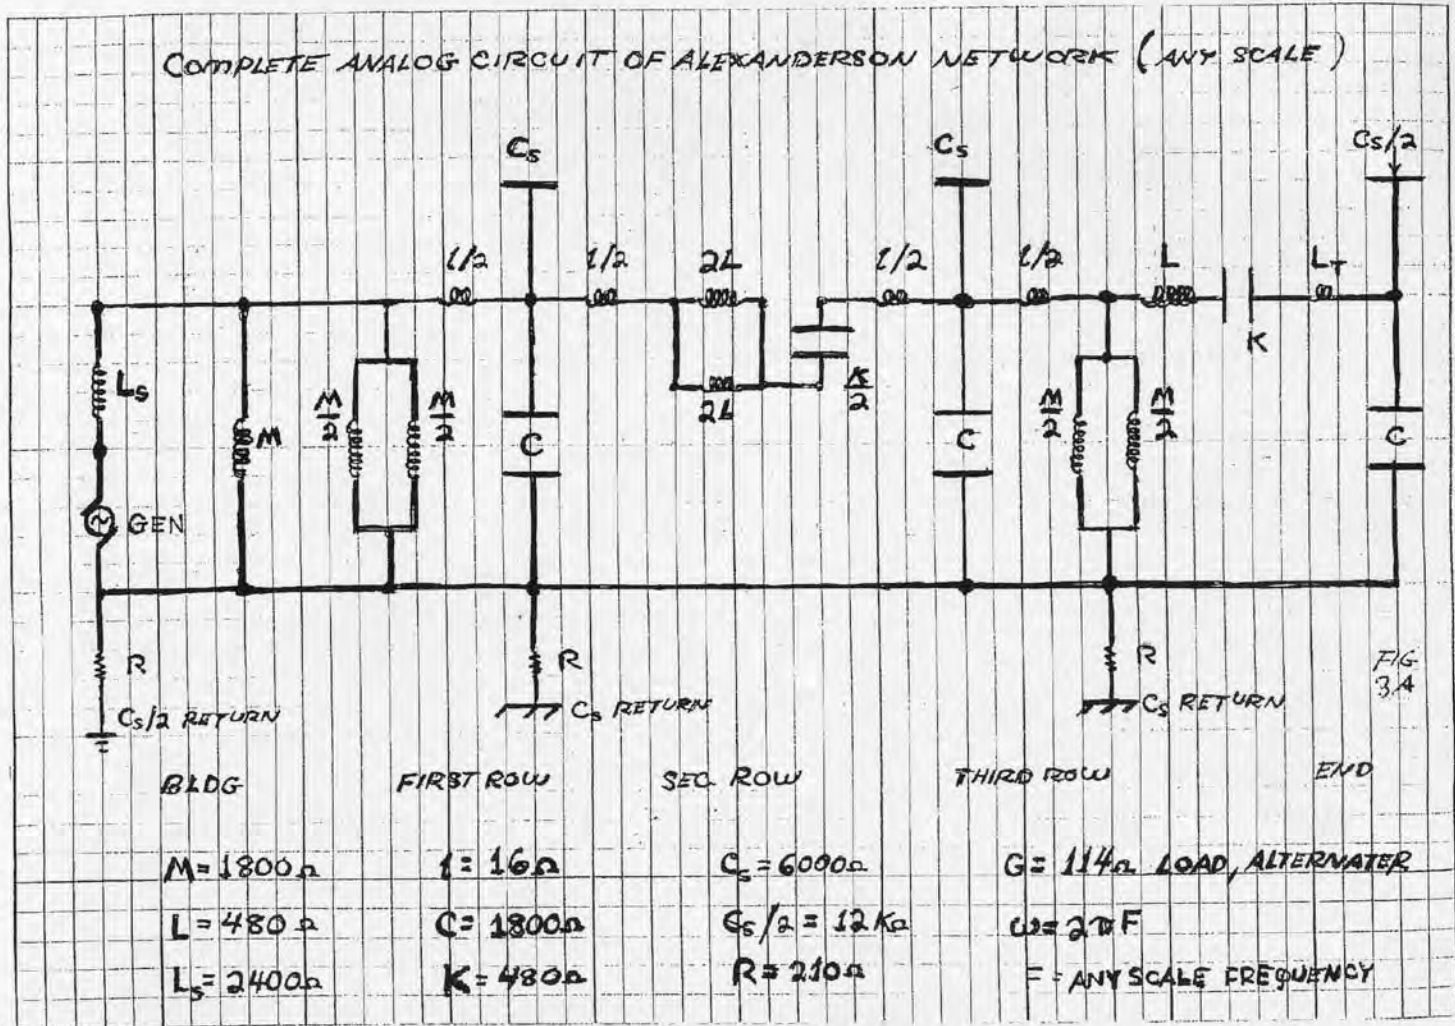 COMPLETE ANALOG CIRCUIT OF ALEXANDERSON NETWORK (ANY SCALE)
Cs
Cs
Cs/2
l/2
l/2
2L
l/2
l/2
L
LT
Ls
M
M/2
M/2
C
2L
K/2
C
M/2
M/2
K
C
GEN
R
R
R
FIG 3A
Cs/2 RETURN
Cs RETURN
Cs RETURN
BLDG
FIRST ROW
SEC. ROW
THIRD ROW
END
M = 1800Ω
l = 16Ω
Cs = 6000Ω
G = 114Ω LOAD, ALTERNATER
L = 480Ω
C = 1800Ω
Cs/2 = 12KΩ
ω = 2πF
Ls = 2400Ω
K = 480Ω
R = 210Ω
F = ANY SCALE FREQUENCY